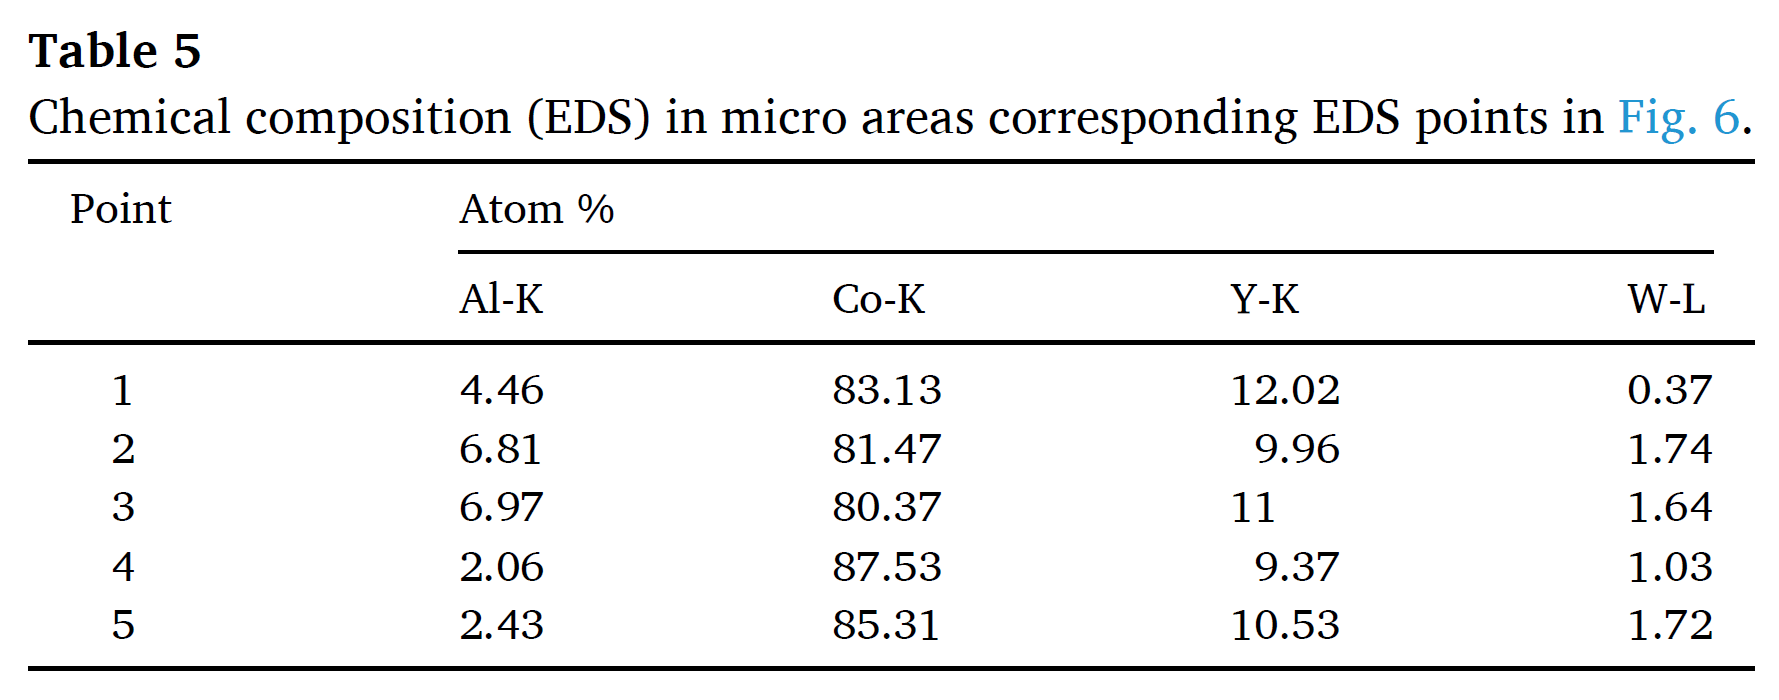 Table 5
Chemical composition (EDS) in micro areas corresponding EDS points in Fig. 6.
Point Atom %
Al-K Co-K Y-K W-L
1 4.46 83.13 12.02 0.37
2 6.81 81.47 9.96 1.74
3 6.97 80.37 11 1.64
4 2.06 87.53 9.37 1.03
5 2.43 85.31 10.53 1.72